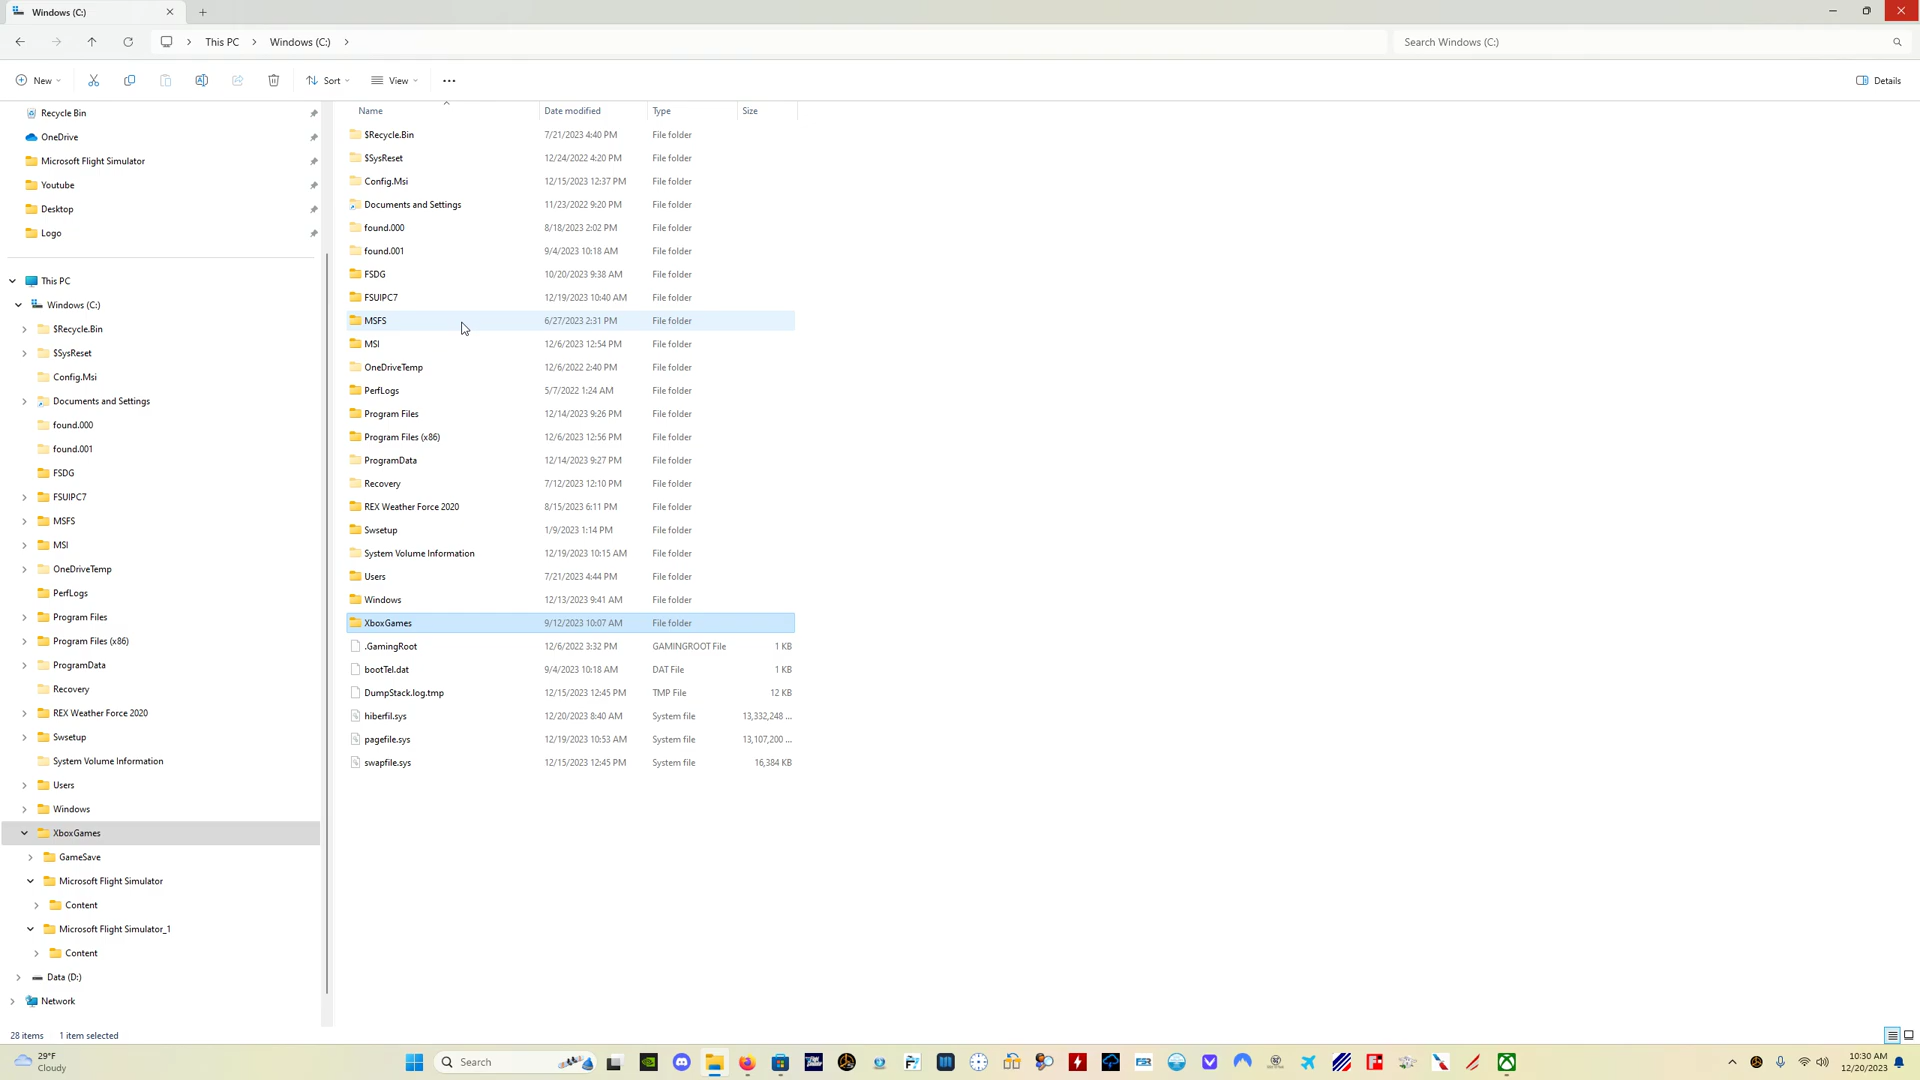 Windows (C:)
This PC
Windows (C:)
Search Windows (C:)
New
Sort
View
Details
Recycle Bin
OneDrive
Microsoft Flight Simulator
Youtube
Desktop
Logo
This PC
Windows (C:)
$Recycle.Bin
$SysReset
Config.Msi
Documents and Settings
found.000
found.001
FSDG
FSUIPC7
MSFS
MSI
OneDriveTemp
PerfLogs
Program Files
Program Files (x86)
ProgramData
Recovery
REX Weather Force 2020
Swsetup
System Volume Information
Users
Windows
XboxGames
GameSave
Microsoft Flight Simulator
Content
Microsoft Flight Simulator_1
Content
Data (D:)
Network
Name Date modified Type Size
$Recycle.Bin 7/21/2023 4:40 PM File folder
$SysReset 12/24/2022 4:20 PM File folder
Config.Msi 12/15/2023 12:37 PM File folder
Documents and Settings 11/23/2022 9:20 PM File folder
found.000 8/18/2023 2:02 PM File folder
found.001 9/4/2023 10:18 AM File folder
FSDG 10/20/2023 9:38 AM File folder
FSUIPC7 12/19/2023 10:40 AM File folder
MSFS 6/27/2023 2:31 PM File folder
MSI 12/6/2023 12:54 PM File folder
OneDriveTemp 12/6/2022 2:40 PM File folder
PerfLogs 5/7/2022 1:24 AM File folder
Program Files 12/14/2023 9:26 PM File folder
Program Files (x86) 12/6/2023 12:56 PM File folder
ProgramData 12/14/2023 9:27 PM File folder
Recovery 7/12/2023 12:10 PM File folder
REX Weather Force 2020 8/15/2023 6:11 PM File folder
Swsetup 1/9/2023 1:14 PM File folder
System Volume Information 12/19/2023 10:15 AM File folder
Users 7/21/2023 4:44 PM File folder
Windows 12/13/2023 9:41 AM File folder
XboxGames 9/12/2023 10:07 AM File folder
.GamingRoot 12/6/2022 3:32 PM GAMINGROOT File 1 KB
bootTel.dat 9/4/2023 10:18 AM DAT File 1 KB
DumpStack.log.tmp 12/15/2023 12:45 PM TMP File 12 KB
hiberfil.sys 12/20/2023 8:40 AM System file 13,332,248 ...
pagefile.sys 12/19/2023 10:53 AM System file 13,107,200 ...
swapfile.sys 12/15/2023 12:45 PM System file 16,384 KB
28 items 1 item selected
29°F
Cloudy
Search
FSR
10:30 AM
12/20/2023